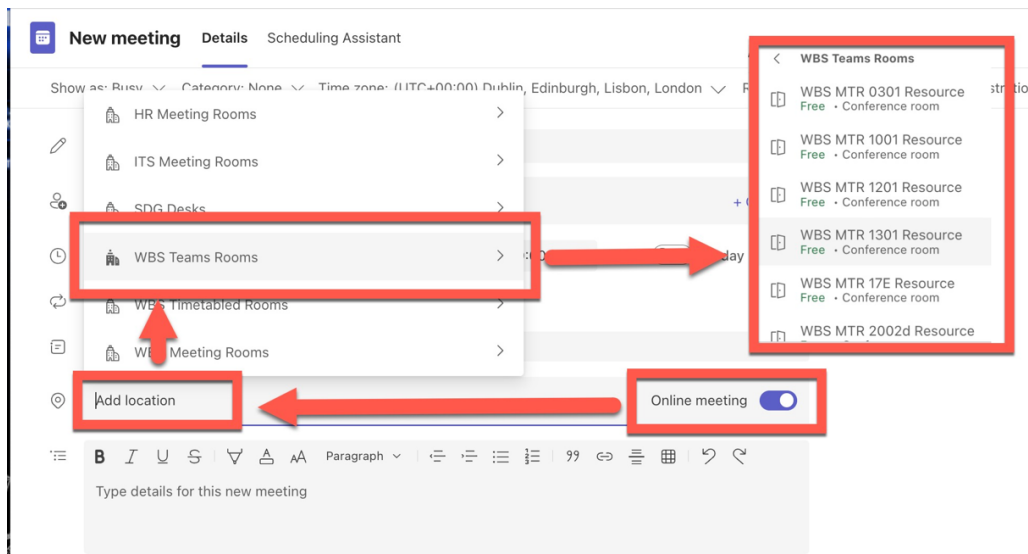 New meeting Details Scheduling Assistant
Show as: Busy Category: None Time zone: (UTC+00:00) Dublin, Edinburgh, Lisbon, London
HR Meeting Rooms
ITS Meeting Rooms
SDG Desks
WBS Teams Rooms
WBS Timetabled Rooms
Meeting Rooms
Add location
Online meeting
B I U S Paragraph
Type details for this new meeting
WBS Teams Rooms
WBS MTR 0301 Resource
Free • Conference room
WBS MTR 1001 Resource
Free • Conference room
WBS MTR 1201 Resource
Free • Conference room
WBS MTR 1301 Resource
Free • Conference room
WBS MTR 17E Resource
Free • Conference room
WBS MTR 2002d Resource